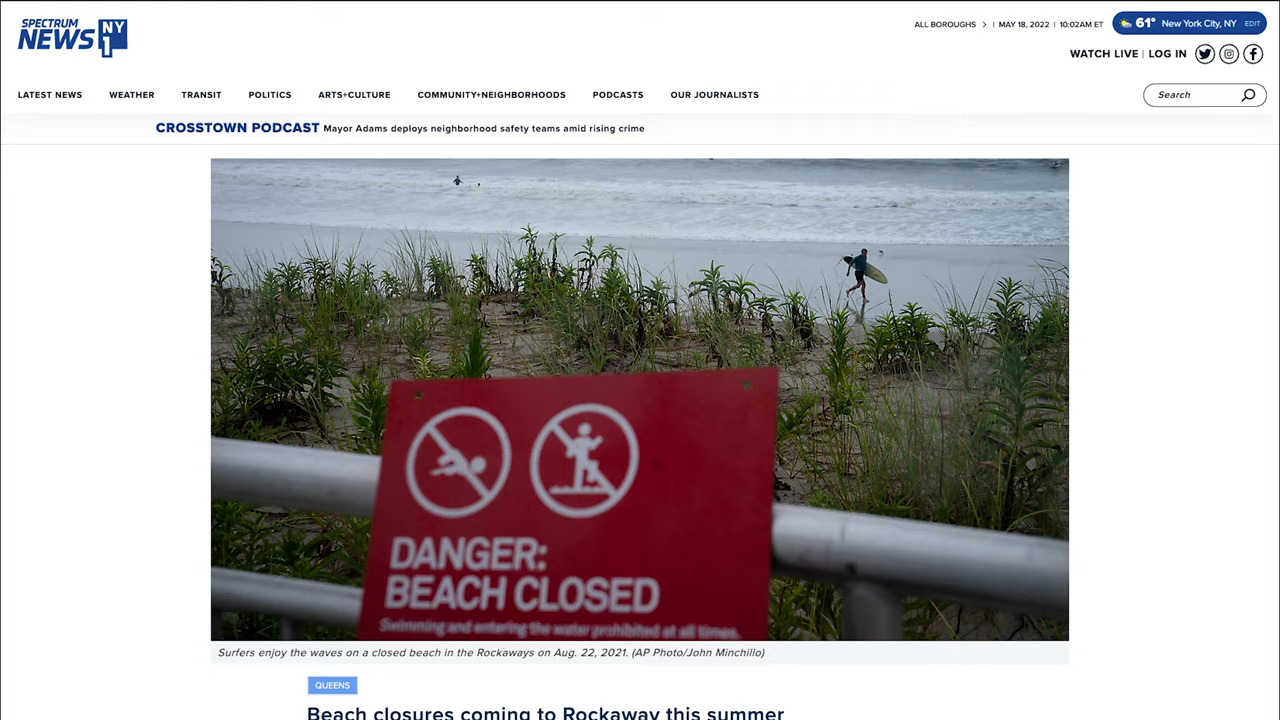 SPECTRUM
NEWS NY
1
ALL BOROUGHS > | MAY 18, 2022 | 10:02AM ET
61° New York City, NY EDIT
WATCH LIVE | LOG IN
LATEST NEWS WEATHER TRANSIT POLITICS ARTS+CULTURE COMMUNITY+NEIGHBORHOODS PODCASTS OUR JOURNALISTS
Search
CROSSTOWN PODCAST Mayor Adams deploys neighborhood safety teams amid rising crime
DANGER:
BEACH CLOSED
Swimming and entering the water prohibited at all times.
Surfers enjoy the waves on a closed beach in the Rockaways on Aug. 22, 2021. (AP Photo/John Minchillo)
QUEENS
Beach closures coming to Rockaway this summer